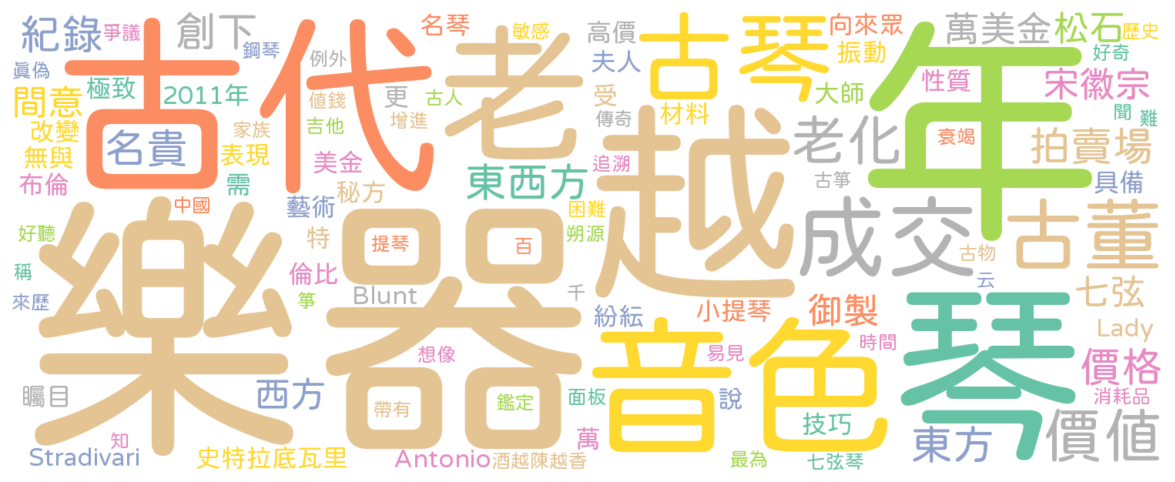 紀錄
爭議
創下
鋼琴
例外
名琴
敏感
高價
向來眾
萬美金
松石
歷史
真偽
極致
2011年
古代
老
夫人
古琴
振動
好奇
間意
值錢
更
古人
受
大師
年
性質
宋徽宗
改變
名貴
家族
吉他
增進
傳奇
材料
聞
難
無與
表現
美金
越
老化
衰竭
拍賣場
布倫
需
秘方
東西方
追溯
古箏
具備
中國
藝術
困難
成交
古董
好聽
樂器
特
提琴
百
朔源
古物
稱
倫比
云
來歷
箏
Blunt
千
紛紜
小提琴
御製
七弦
Lady
想像
音色
易見
時間
琴
價格
矚目
西方
帶有
鑑定
面板
說
技巧
消耗品
知
萬
東方
價值
Stradivari
史特拉底瓦里
Antonio
酒越陳越香
最為
七弦琴